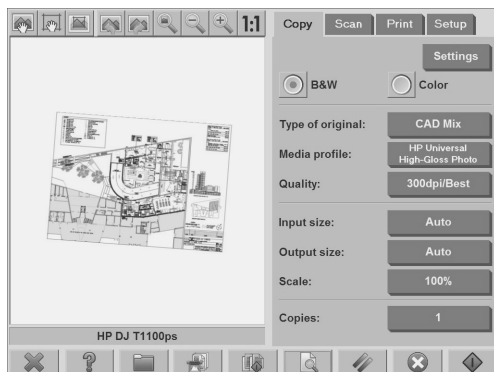 1:1
Copy Scan Print Setup
Settings
B&W Color
Type of original: CAD Mix
Media profile: HP Universal
High-Gloss Photo
Quality: 300dpi/Best
Input size: Auto
Output size: Auto
Scale: 100%
Copies: 1
HP DJ T1100ps
?